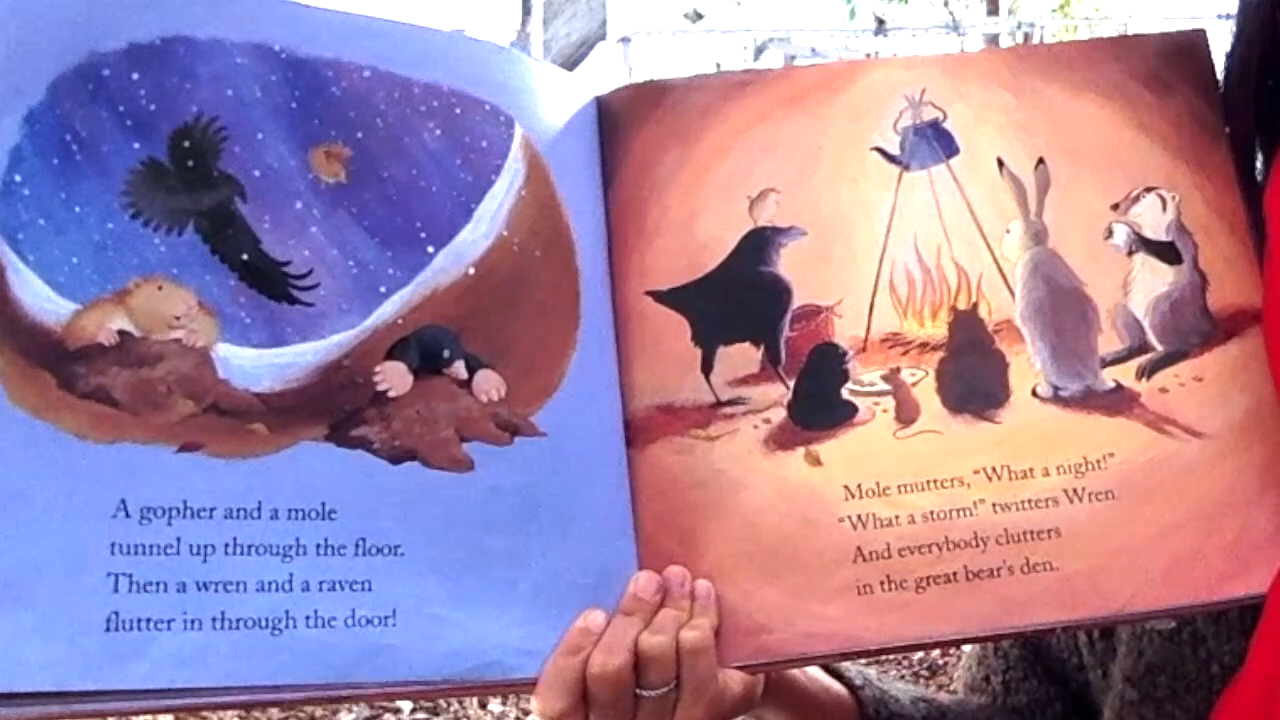 A gopher and a mole
tunnel up through the floor.
Then a wren and a raven
flutter in through the door!
Mole mutters, "What a night!"
"What a storm!" twitters Wren.
And everybody clutters
in the great bear's den.